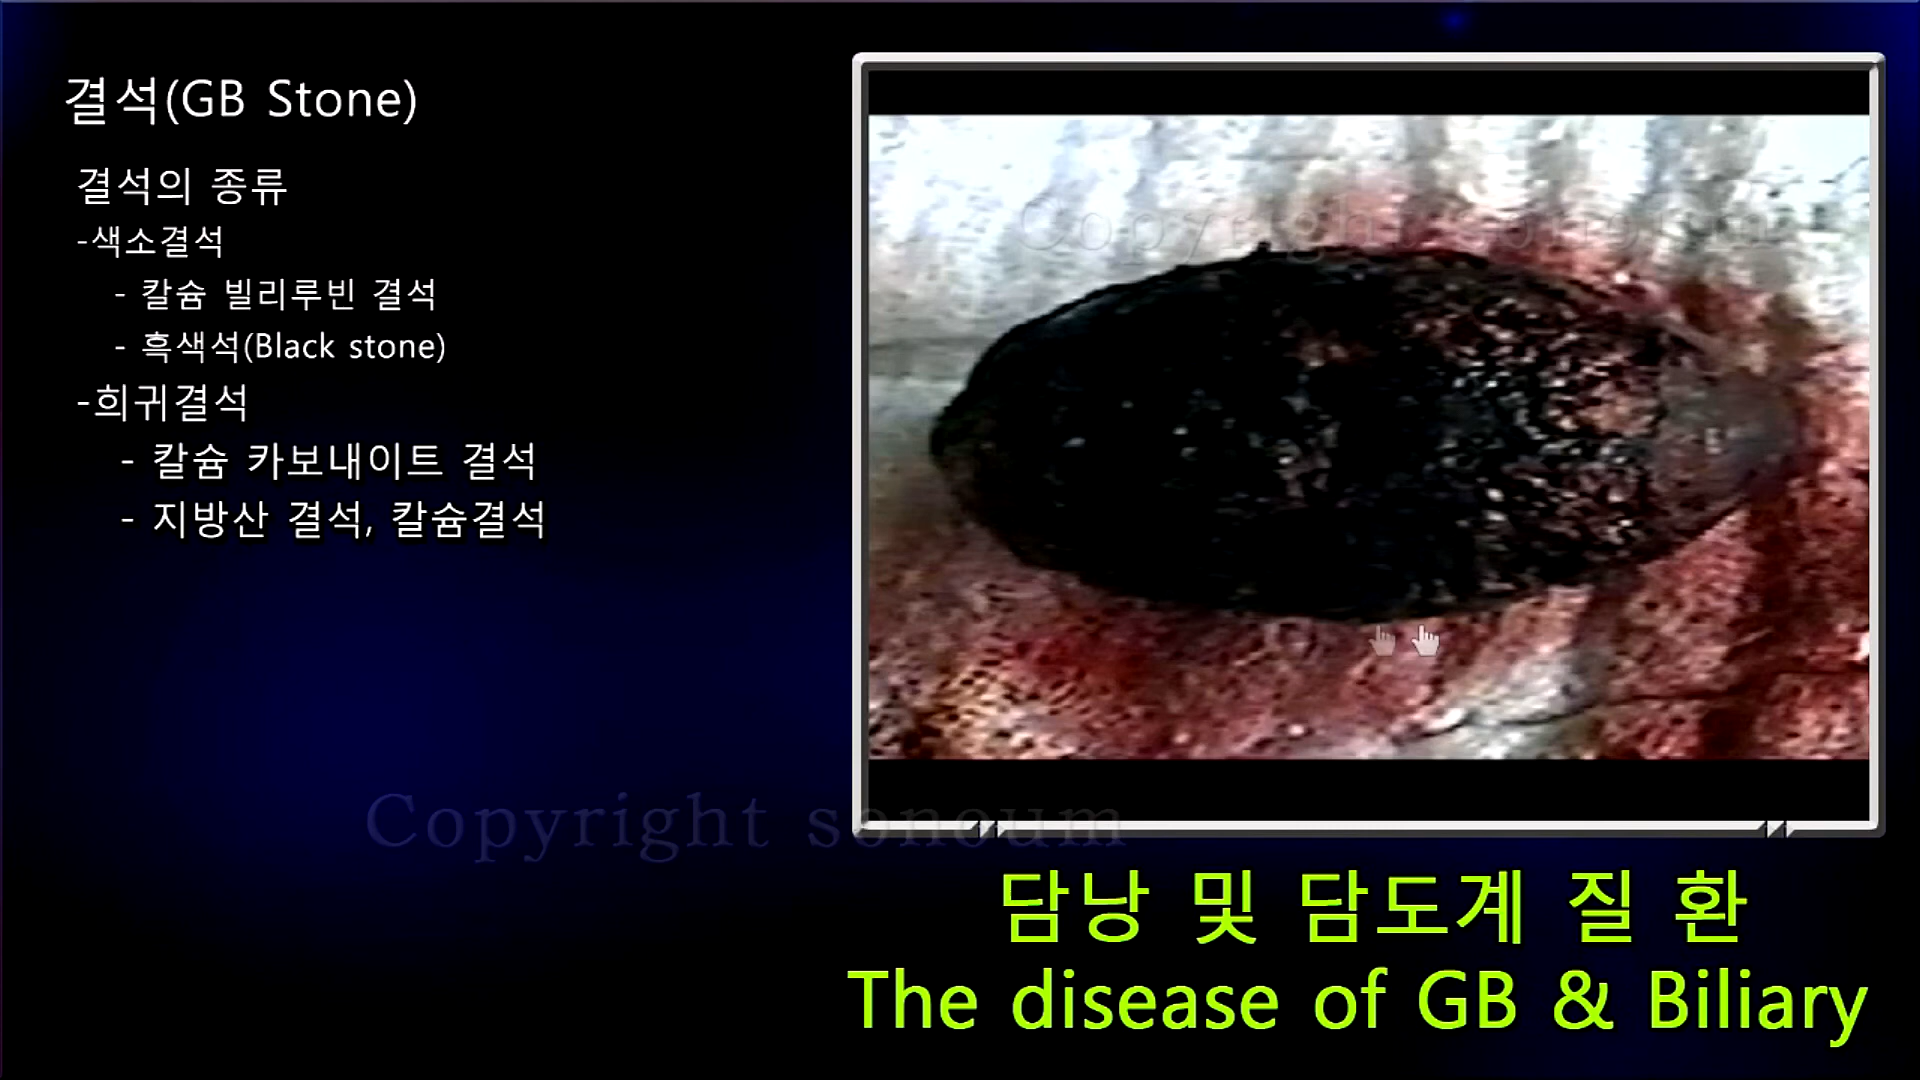 결석(GB Stone)
결석의 종류
-색소결석
- 칼슘 빌리루빈 결석
- 흑색석(Black stone)
-희귀결석
- 칼슘 카보내이트 결석
- 지방산 결석, 칼슘결석
Copyright sonoum
Copyright sonoum
담낭 및 담도계 질 환
The disease of GB & Biliary